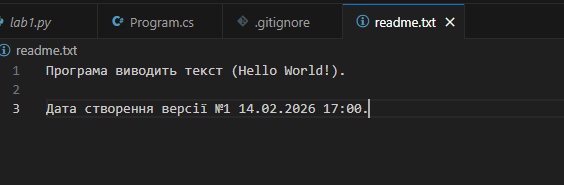 lab1.py Program.cs .gitignore readme.txt
readme.txt
1 Програма виводить текст (Hello World!).
2
3 Дата створення версії №1 14.02.2026 17:00.